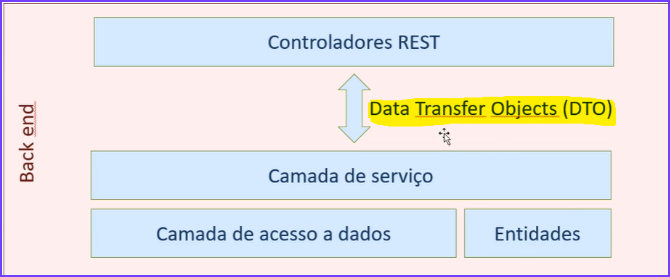 Controladores REST
Back end
Data Transfer Objects (DTO)
Camada de serviço
Camada de acesso a dados
Entidades